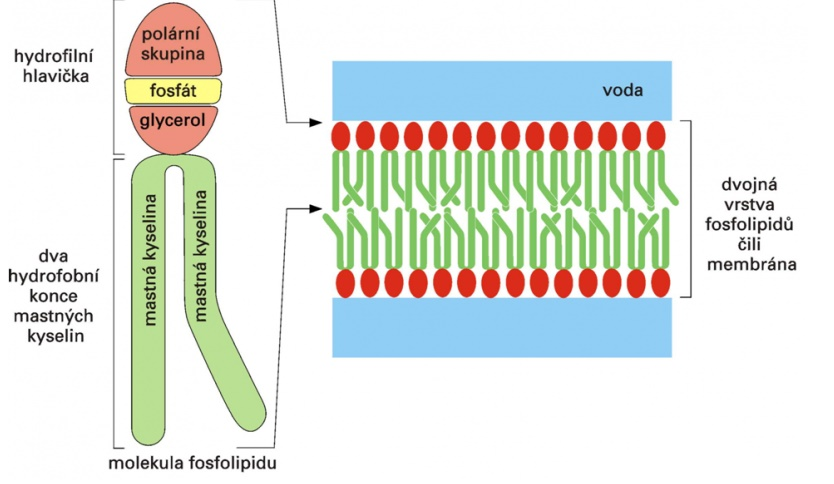 hydrofilní
hlavička
polární
skupina
fosfát
glycerol
dva
hydrofobní
konce
mastných
kyselin
mastná kyselina
mastná kyselina
molekula fosfolipidu
voda
dvojná
vrstva
fosfolipidů
čili
membrána